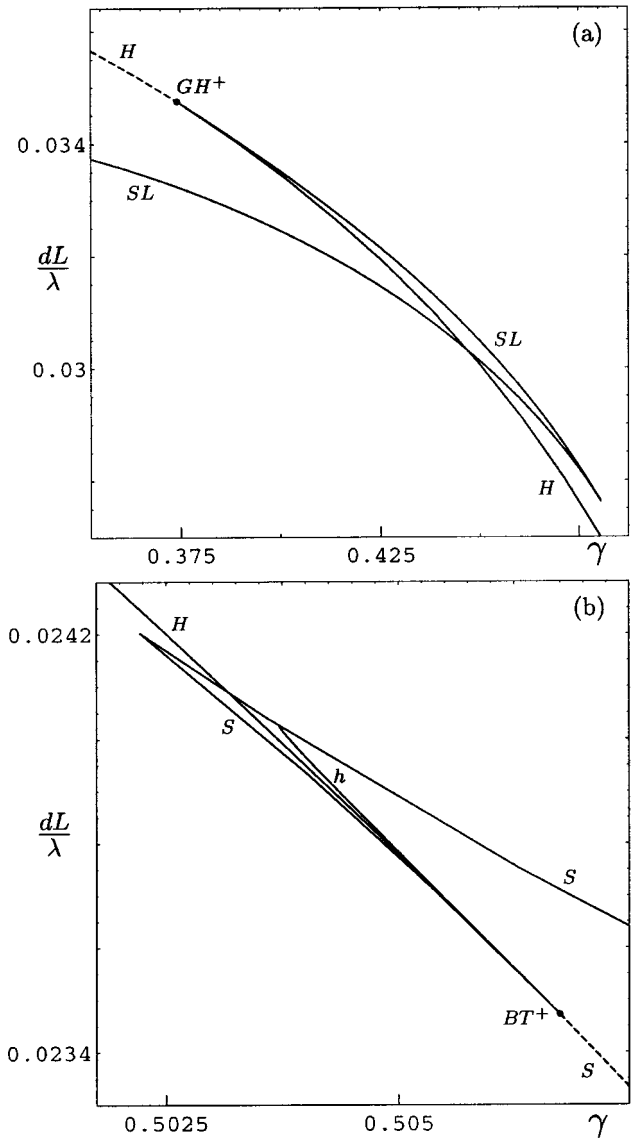 (a)
H
GH+
0.034
SL
dL
λ
SL
0.03
H
0.375 0.425 γ
(b)
0.0242 H
S
h
dL
λ
S
BT+
0.0234
S
0.5025 0.505 γ